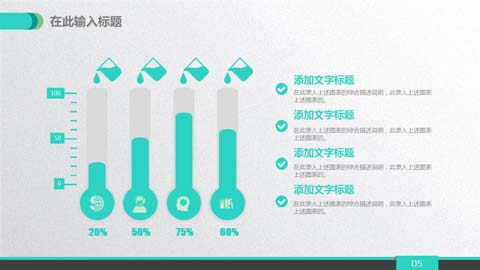 在此输入标题
100
50
0
20%
50%
75%
60%
添加文字标题
在此录入上述图表的综合描述说明，此录入上述图表
上述图表的。
添加文字标题
在此录入上述图表的综合描述说明，此录入上述图表
上述图表的。
添加文字标题
在此录入上述图表的综合描述说明，此录入上述图表
上述图表的。
添加文字标题
在此录入上述图表的综合描述说明，此录入上述图表
上述图表的。
05